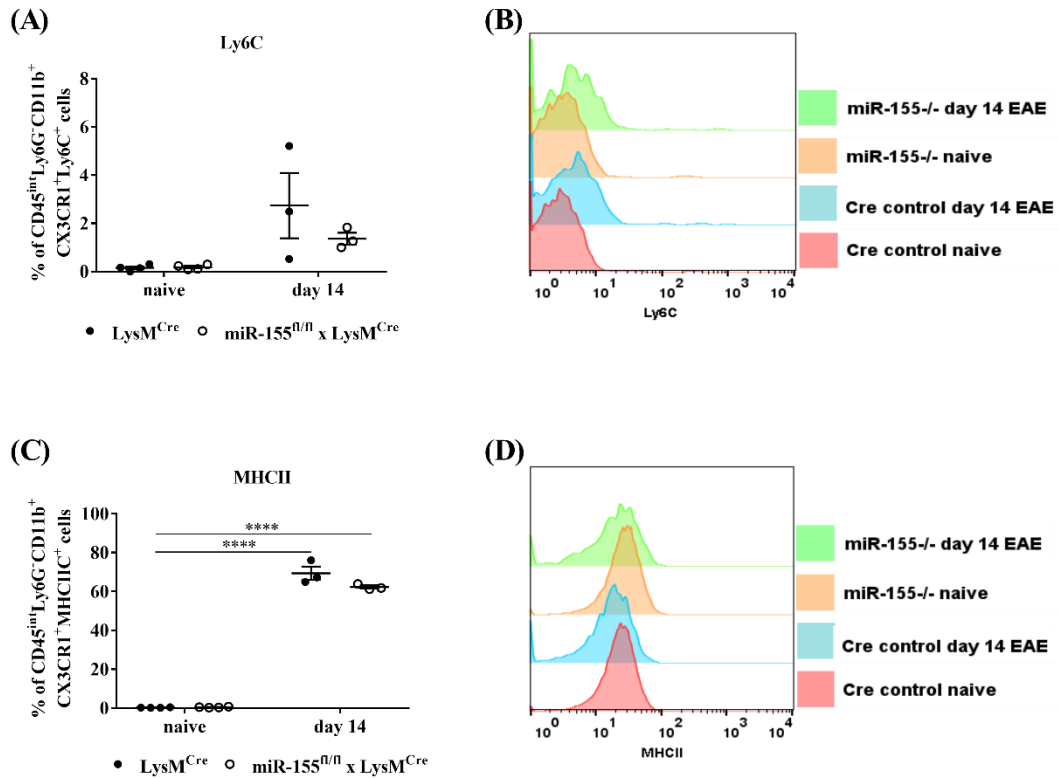 (A)
Ly6C
% of CD45intLy6G-CD11b+
CX3CR1+Ly6C+ cells
8
6
4
2
0
naive
day 14
● LysMCre ○ miR-155fl/fl x LysMCre
(B)
10^0 10^1 10^2 10^3 10^4
Ly6C
miR-155-/- day 14 EAE
miR-155-/- naive
Cre control day 14 EAE
Cre control naive
(C)
MHCII
% of CD45intLy6G-CD11b+
CX3CR1+MHCIIC+ cells
100
80
60
40
20
0
****
****
naive
day 14
● LysMCre ○ miR-155fl/fl x LysMCre
(D)
10^0 10^1 10^2 10^3 10^4
MHCII
miR-155-/- day 14 EAE
miR-155-/- naive
Cre control day 14 EAE
Cre control naive